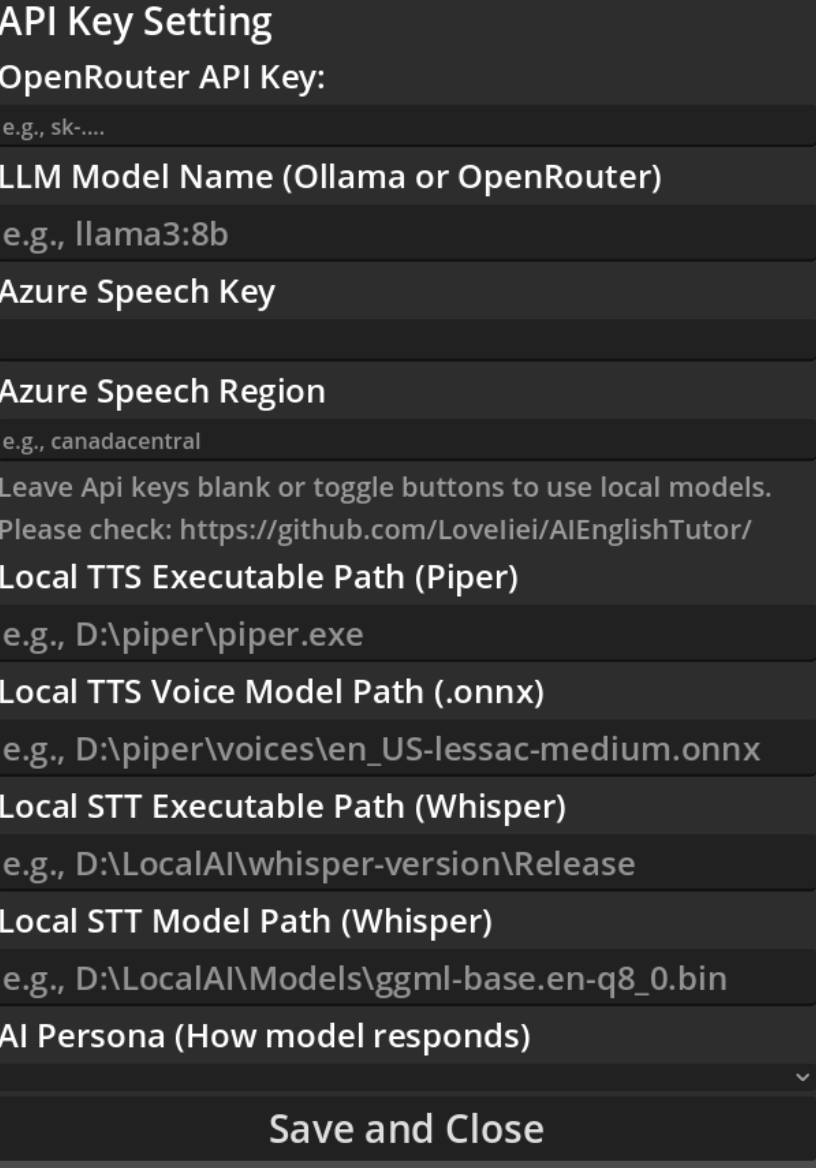 API Key Setting
OpenRouter API Key:
e.g., sk-....
LLM Model Name (Ollama or OpenRouter)
e.g., llama3:8b
Azure Speech Key
Azure Speech Region
e.g., canadacentral
Leave Api keys blank or toggle buttons to use local models.
Please check: https://github.com/Loveliei/AIEnglishTutor/
Local TTS Executable Path (Piper)
e.g., D:\piper\piper.exe
Local TTS Voice Model Path (.onnx)
e.g., D:\piper\voices\en_US-lessac-medium.onnx
Local STT Executable Path (Whisper)
e.g., D:\LocalAI\whisper-version\Release
Local STT Model Path (Whisper)
e.g., D:\LocalAI\Models\ggml-base.en-q8_0.bin
AI Persona (How model responds)
Save and Close